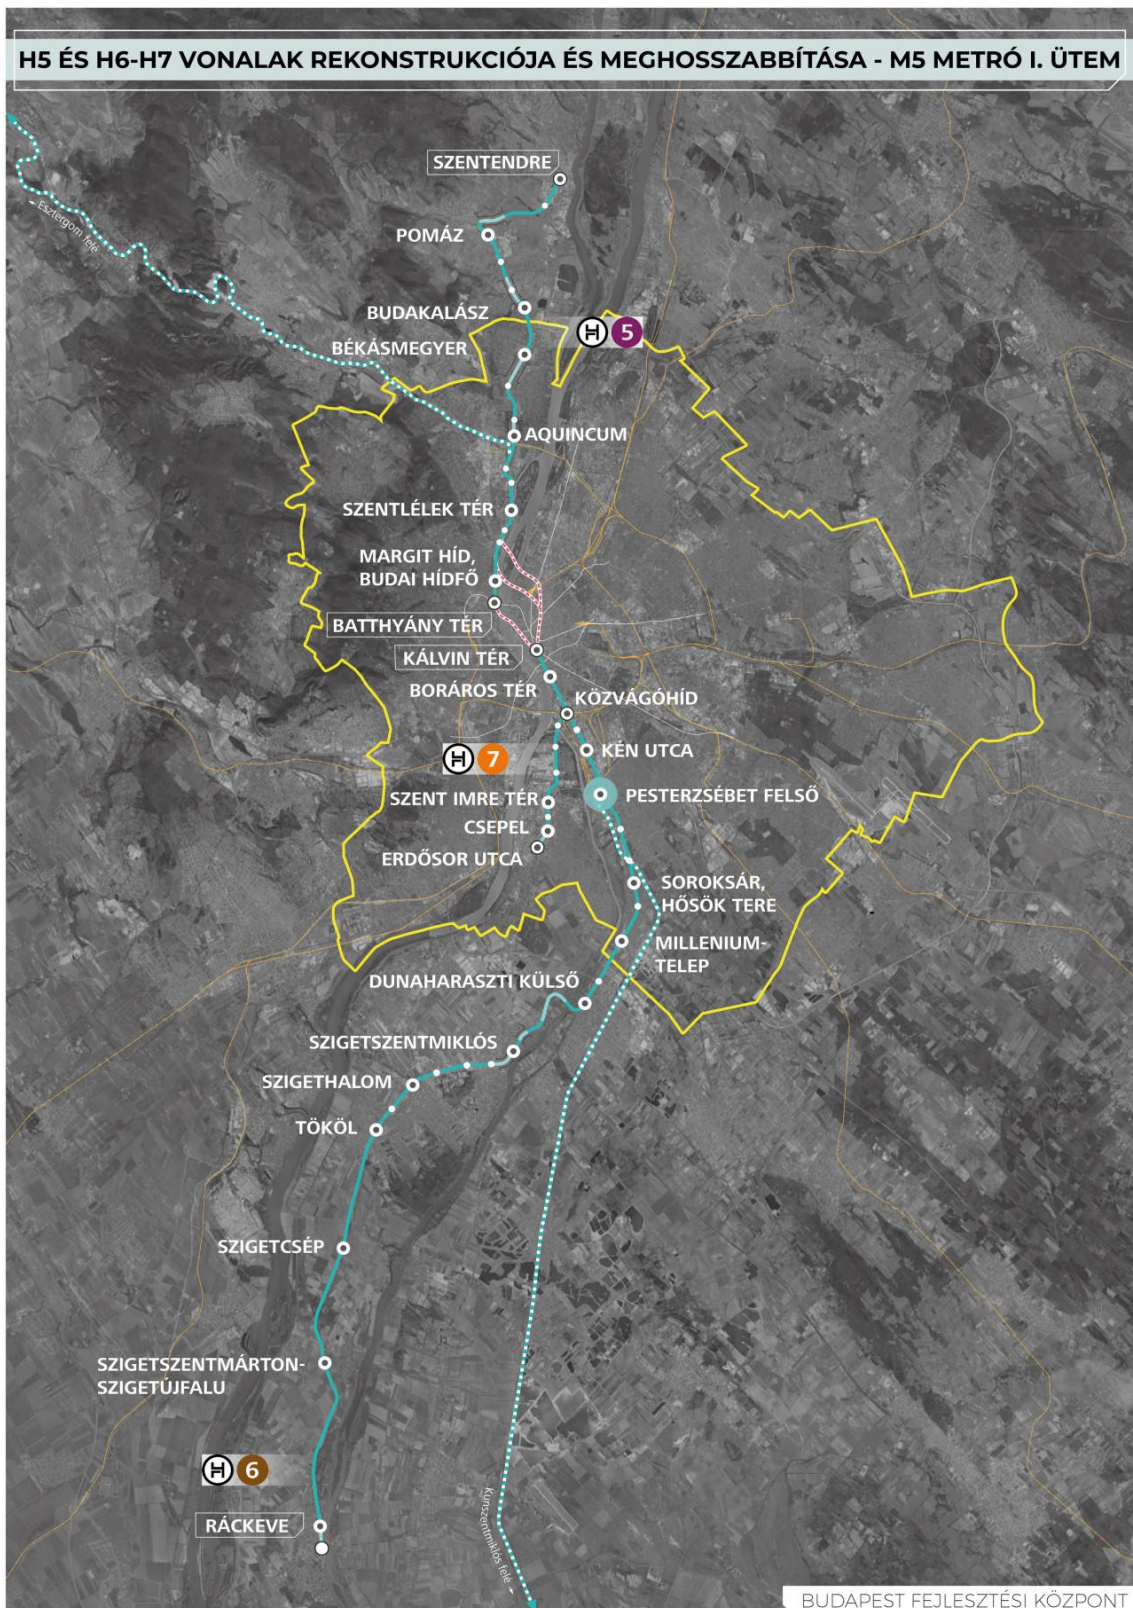 H5 ÉS H6-H7 VONALAK REKONSTRUKCIÓJA ÉS MEGHOSSZABBÍTÁSA - M5 METRÓ I. ÜTEM
SZENTENDRE
Esztergom felé
POMÁZ
BUDAKALÁSZ
H 5
BÉKÁSMEGYER
AQUINCUM
SZENTLÉLEK TÉR
MARGIT HÍD,
BUDAI HÍDFŐ
BATTHYÁNY TÉR
KÁLVIN TÉR
BORÁROS TÉR
KÖZVÁGÓHÍD
KÉN UTCA
H 7
PESTERZSÉBET FELSŐ
SZENT IMRE TÉR
CSEPEL
ERDŐSOR UTCA
SOROKSÁR,
HŐSÖK TERE
MILLENIUM-
TELEP
DUNAHARASZTI KÜLSŐ
SZIGETSZENTMIKLÓS
SZIGETHALOM
TÖKÖL
SZIGETCSÉP
SZIGETSZENTMÁRTON-
SZIGETÚJFALU
H 6
RÁCKEVE
Kunszentmiklós felé
BUDAPEST FEJLESZTÉSI KÖZPONT